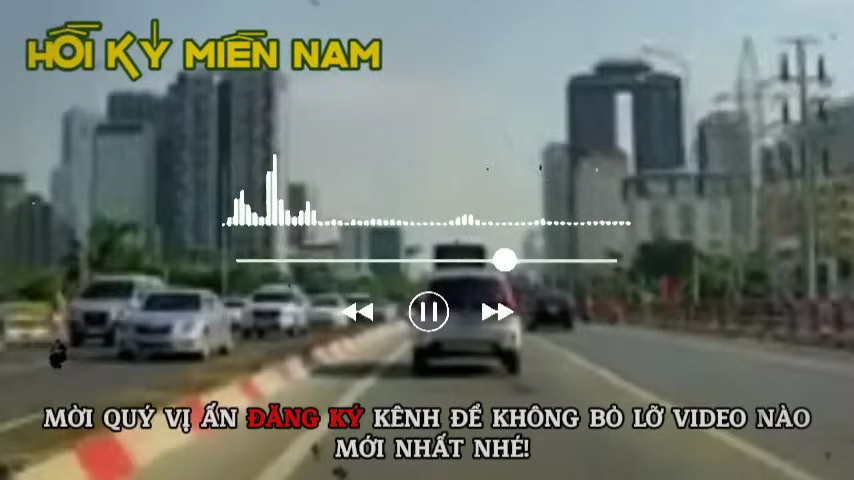 HỒI KÝ MIỀN NAM
MỜI QUÝ VỊ ẤN ĐĂNG KÝ KÊNH ĐỂ KHÔNG BỎ LỠ VIDEO NÀO
MỚI NHẤT NHÉ!